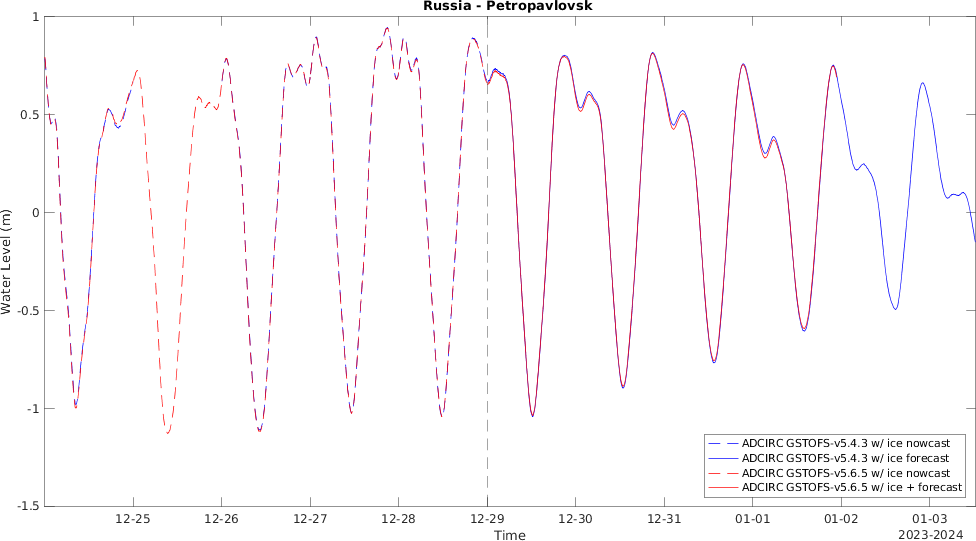 Russia - Petropavlovsk
Water Level (m)
1
0.5
0
-0.5
-1
-1.5
ADCIRC GSTOFS-v5.4.3 w/ ice nowcast
ADCIRC GSTOFS-v5.4.3 w/ ice forecast
ADCIRC GSTOFS-v5.6.5 w/ ice nowcast
ADCIRC GSTOFS-v5.6.5 w/ ice + forecast
12-25 12-26 12-27 12-28 12-29 12-30 12-31 01-01 01-02 01-03
Time
2023-2024